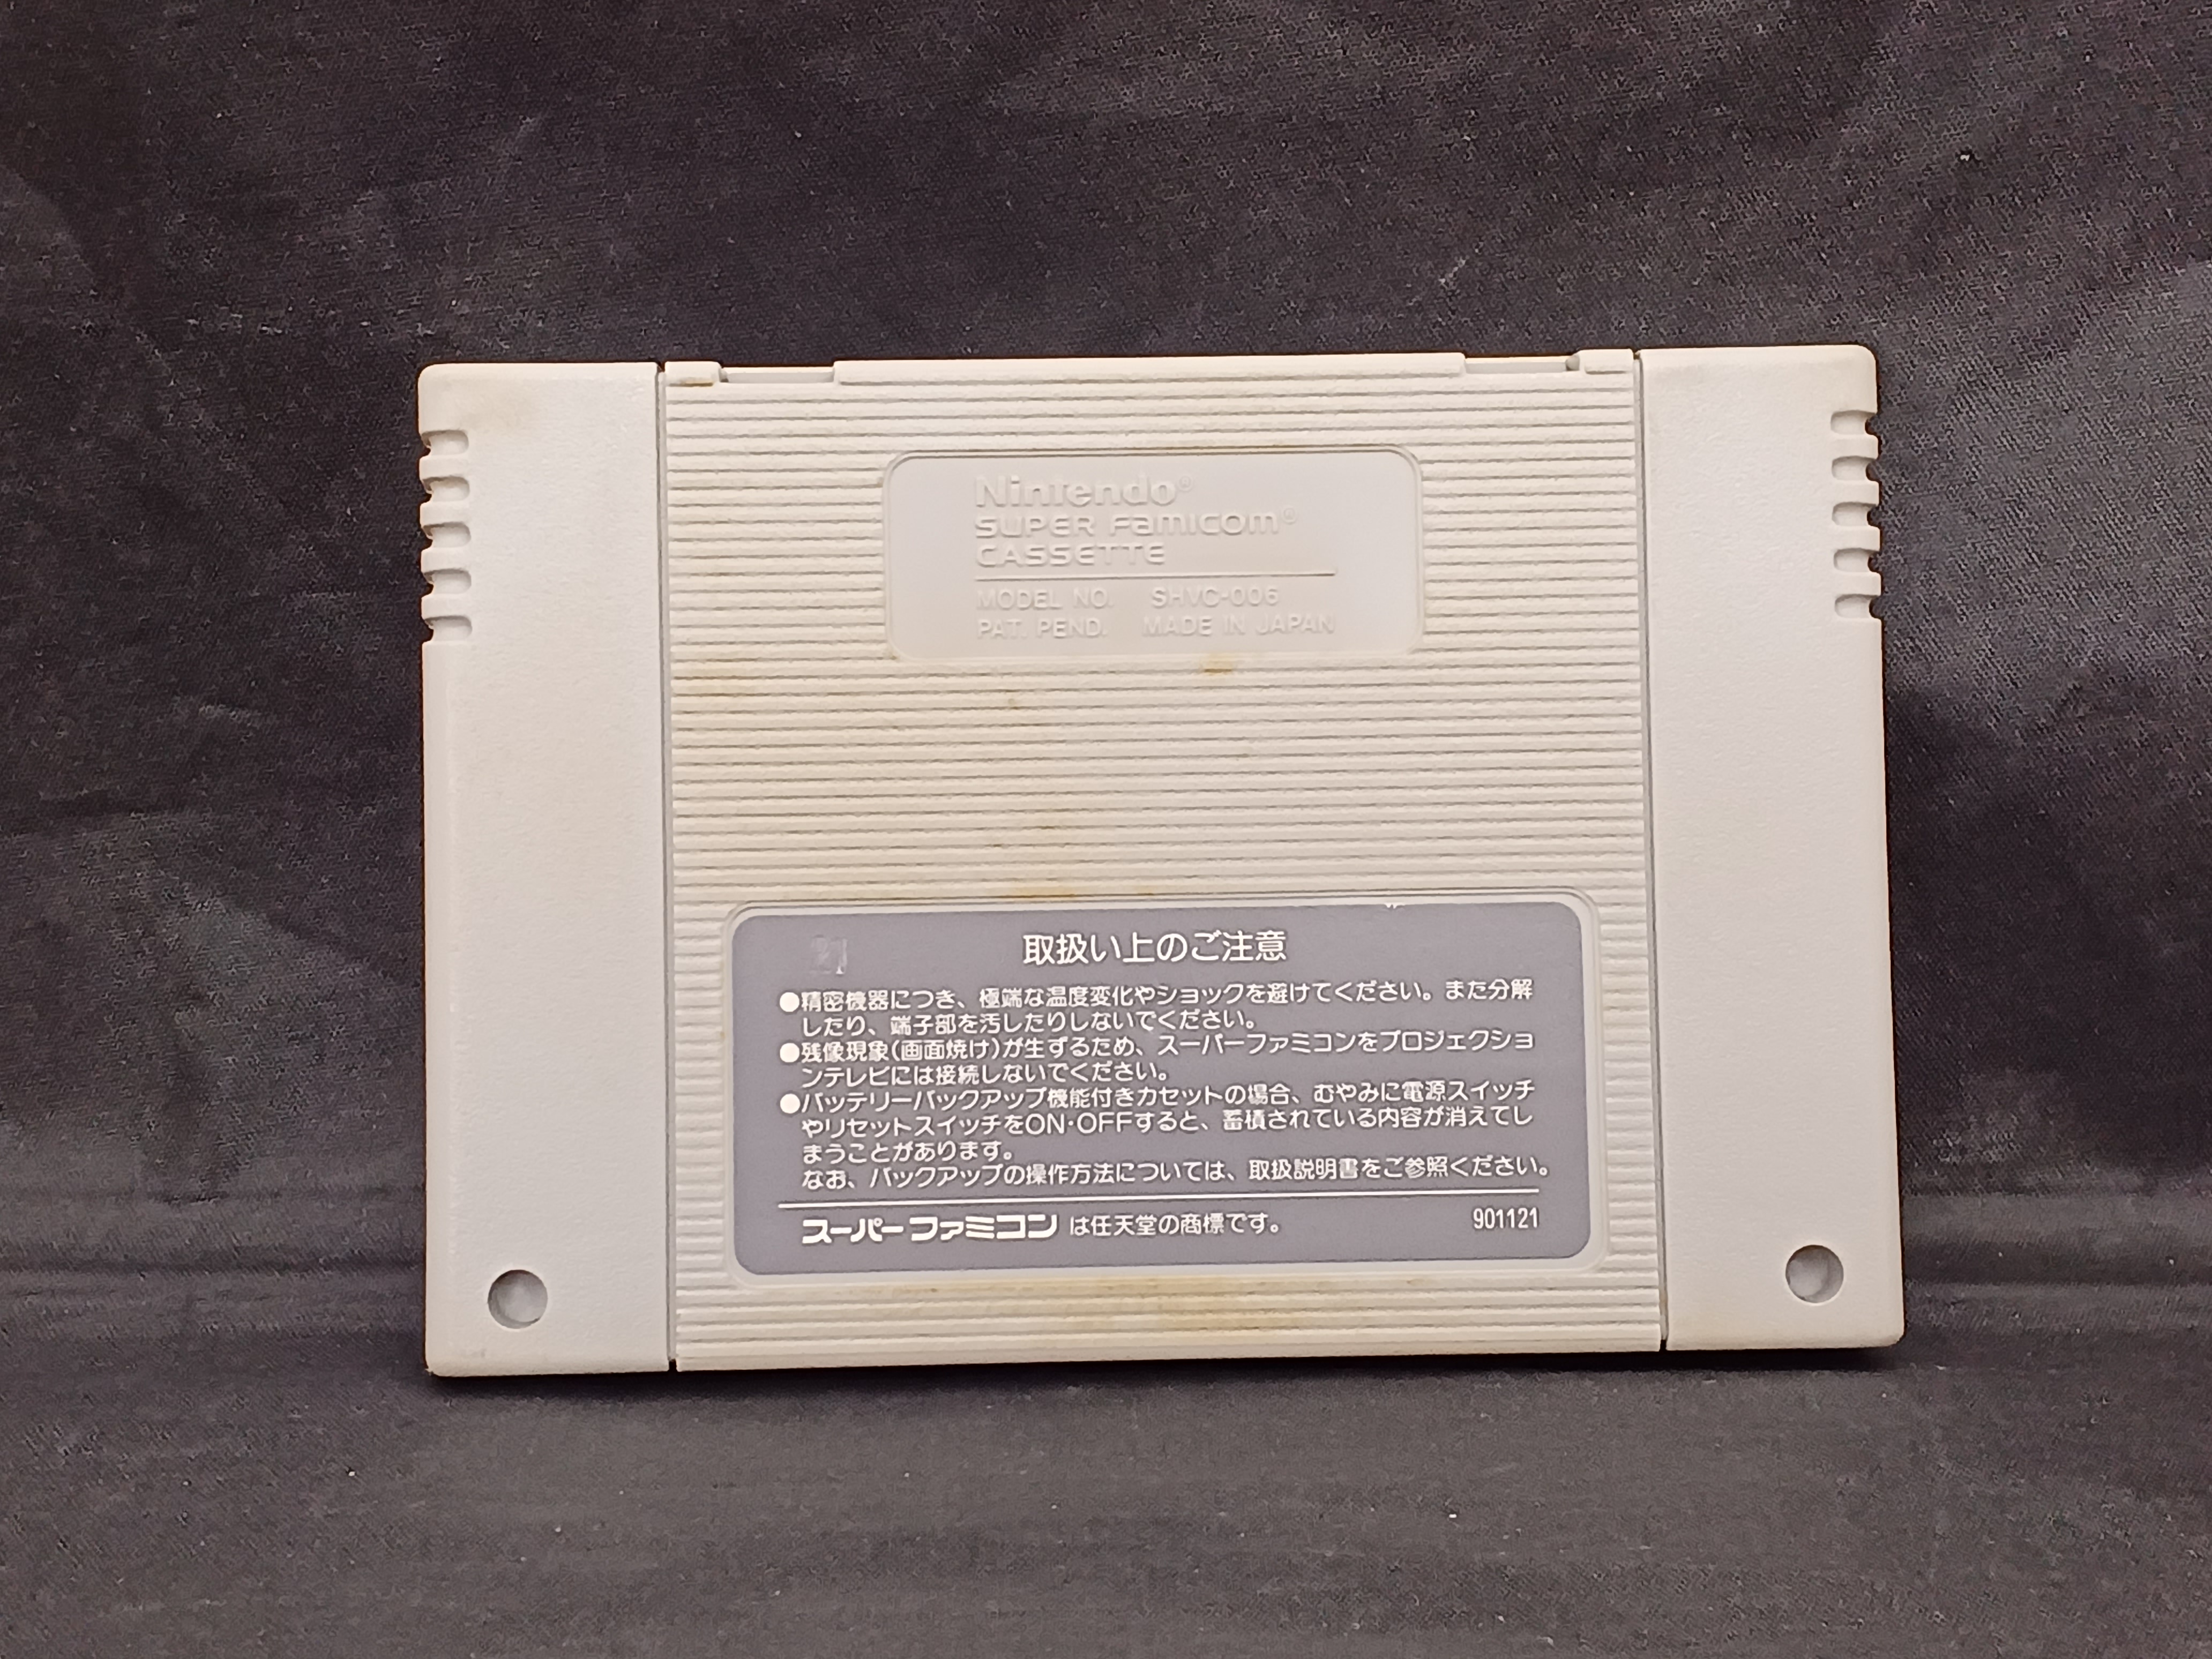 Nintendo®
SUPER FAMICOM®
CASSETTE
MODEL NO. SHVC-006
PAT. PEND. MADE IN JAPAN
取扱い上のご注意
●精密機器につき、極端な温度変化やショックを避けてください。また分解
したり、端子部を汚したりしないでください。
●残像現象(画面焼け)が生ずるため、スーパーファミコンをプロジェクショ
ンテレビには接続しないでください。
●バッテリーバックアップ機能付きカセットの場合、むやみに電源スイッチ
やリセットスイッチをON・OFFすると、蓄積されている内容が消えてし
まうことがあります。
なお、バックアップの操作方法については、取扱説明書をご参照ください。
スーパーファミコン は任天堂の商標です。 901121